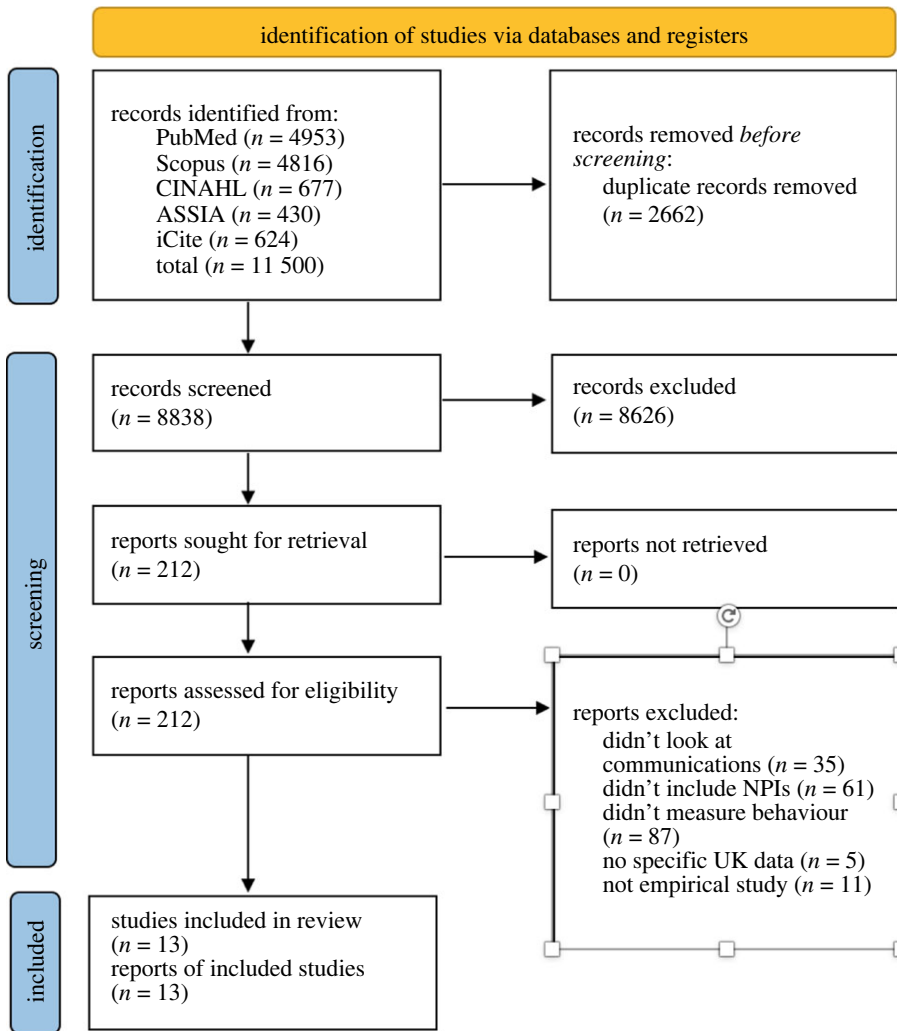 identification of studies via databases and registers
identification
records identified from:
PubMed (n = 4953)
Scopus (n = 4816)
CINAHL (n = 677)
ASSIA (n = 430)
iCite (n = 624)
total (n = 11 500)
records removed before
screening:
duplicate records removed
(n = 2662)
screening
records screened
(n = 8838)
records excluded
(n = 8626)
reports sought for retrieval
(n = 212)
reports not retrieved
(n = 0)
reports assessed for eligibility
(n = 212)
reports excluded:
didn't look at
communications (n = 35)
didn't include NPIs (n = 61)
didn't measure behaviour
(n = 87)
no specific UK data (n = 5)
not empirical study (n = 11)
included
studies included in review
(n = 13)
reports of included studies
(n = 13)